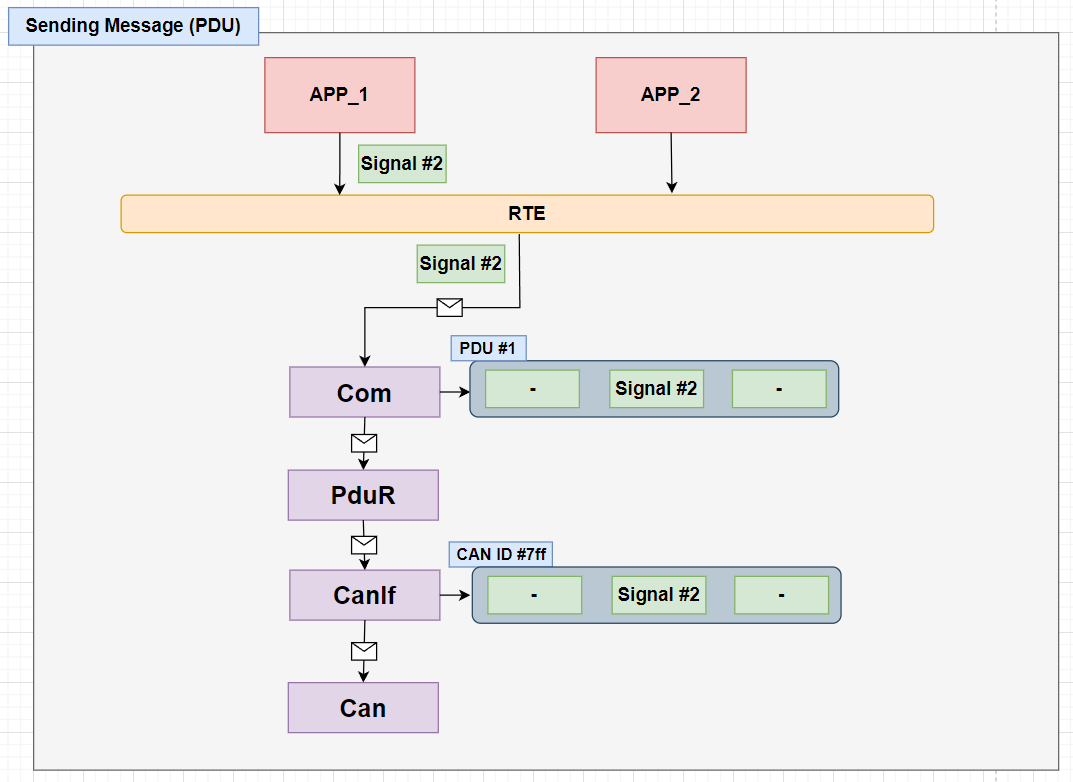 Sending Message (PDU)
APP_1
APP_2
Signal #2
RTE
Signal #2
PDU #1
Com
-
Signal #2
-
PduR
CAN ID #7ff
CanIf
-
Signal #2
-
Can